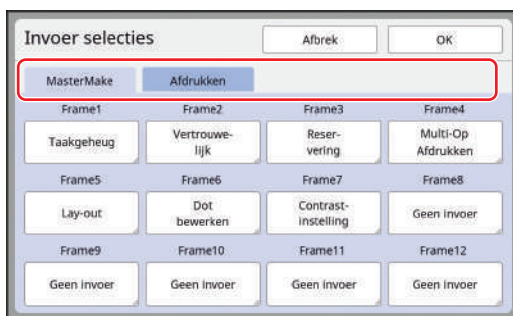 Invoer selecties
Afbrek
OK
MasterMake
Afdrukken
Frame1
Frame2
Frame3
Frame4
Taakgeheug
Vertrouwe-
lijk
Reser-
vering
Multi-Op
Afdrukken
Frame5
Frame6
Frame7
Frame8
Lay-out
Dot
bewerken
Contrast-
instelling
Geen invoer
Frame9
Frame10
Frame11
Frame12
Geen invoer
Geen invoer
Geen invoer
Geen invoer